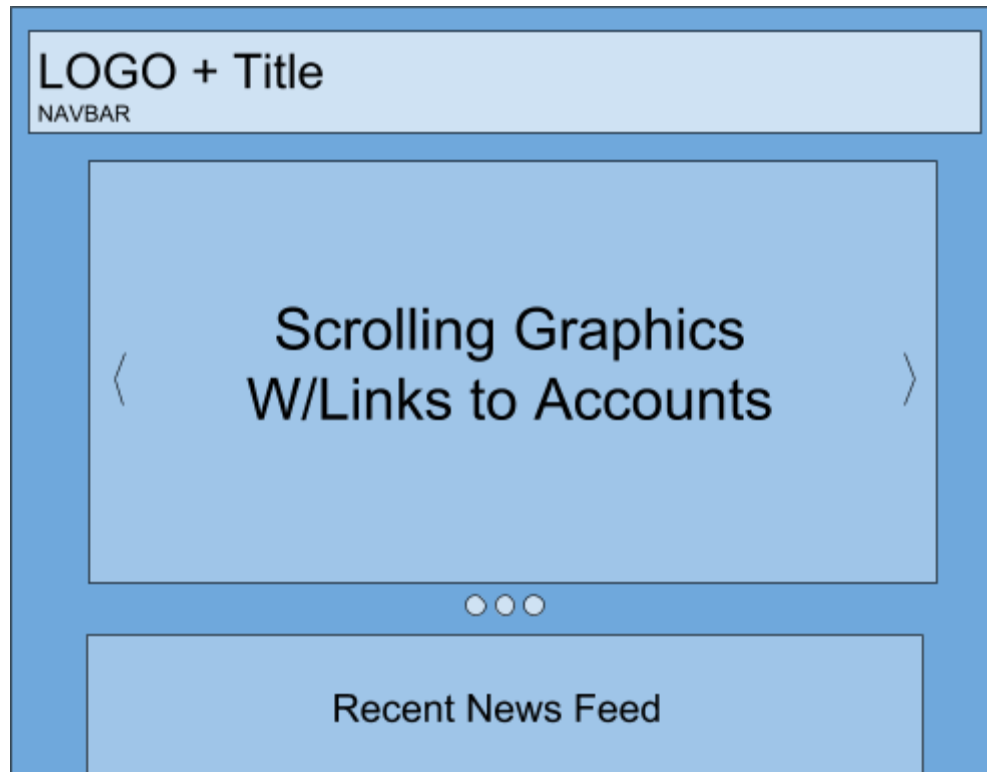 LOGO + Title
NAVBAR
Scrolling Graphics
W/Links to Accounts
Recent News Feed